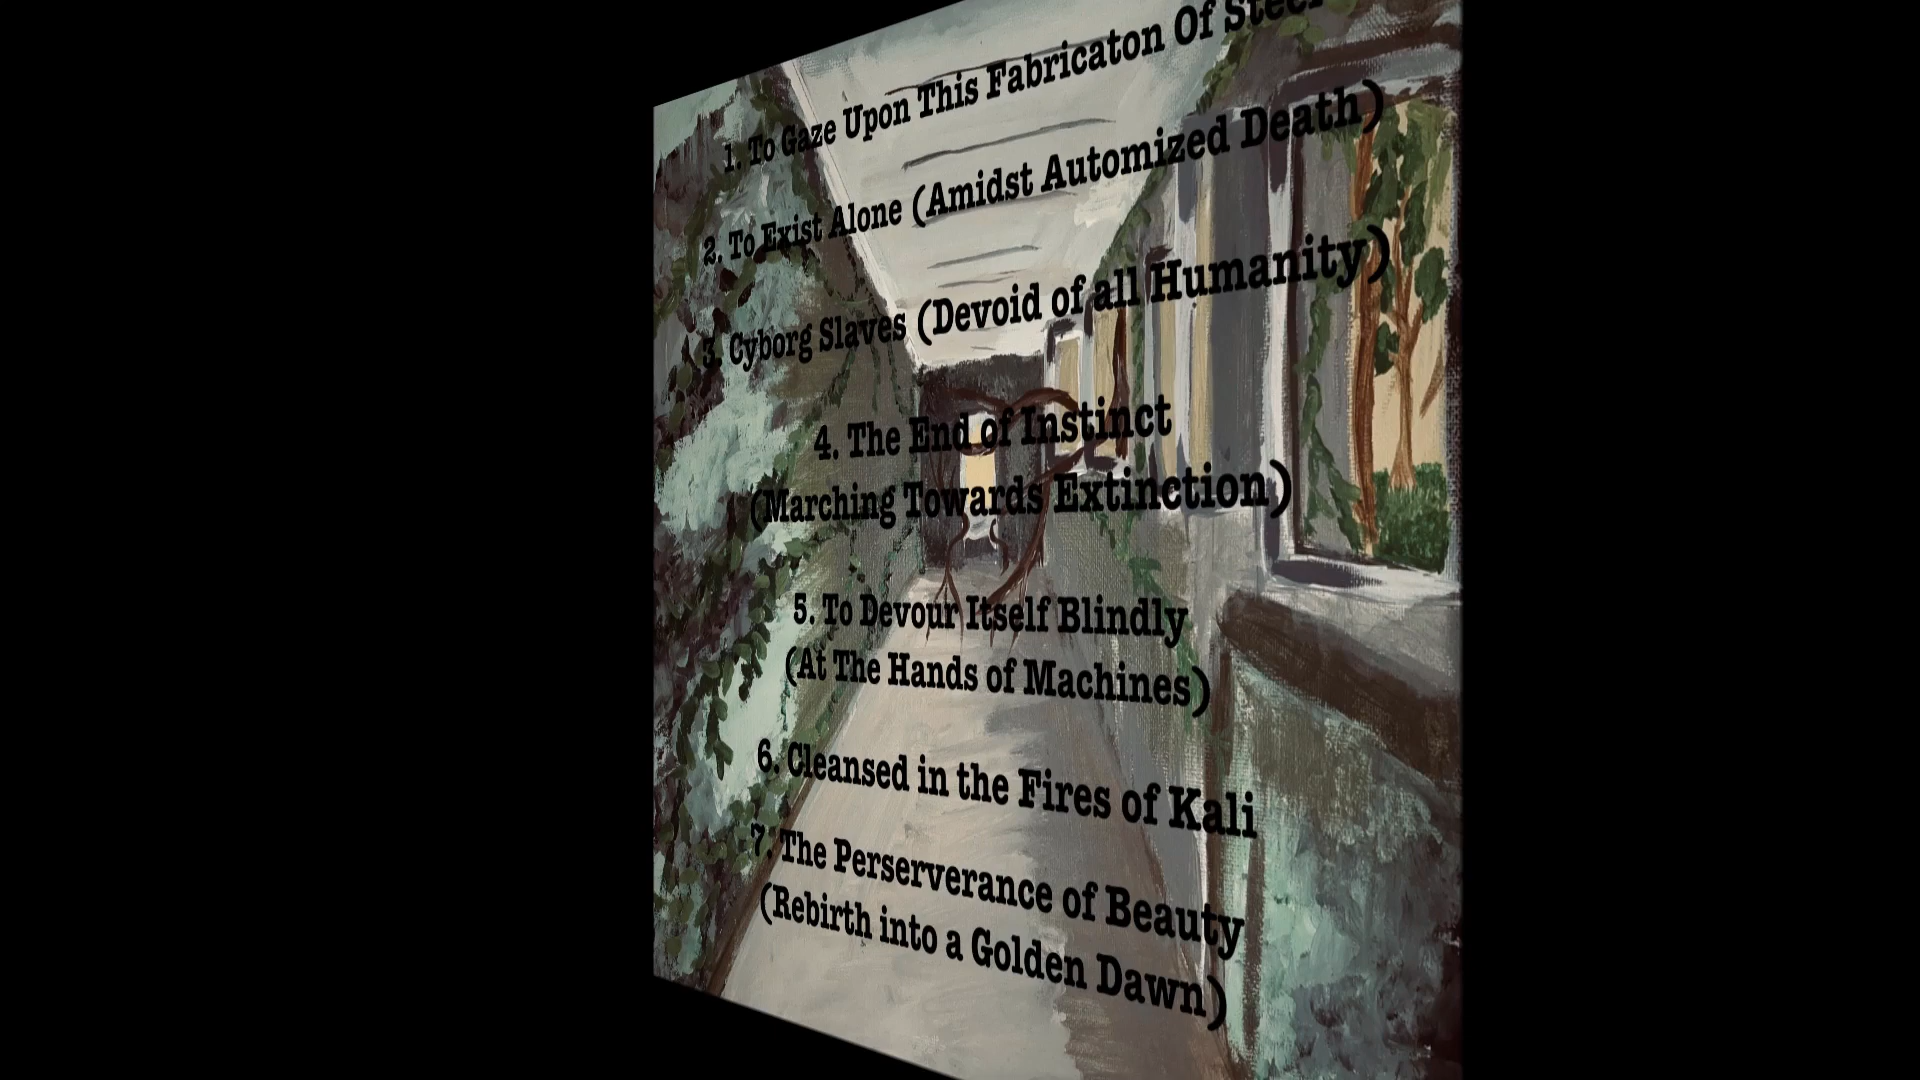 1. To Gaze Upon This Fabricaton Of Steel
2. To Exist Alone (Amidst Automized Death)
3. Cyborg Slaves (Devoid of all Humanity)
4. The End of Instinct
(Marching Towards Extinction)
5. To Devour Itself Blindly
(At The Hands of Machines)
6. Cleansed in the Fires of Kali
7. The Perserverance of Beauty
(Rebirth into a Golden Dawn)